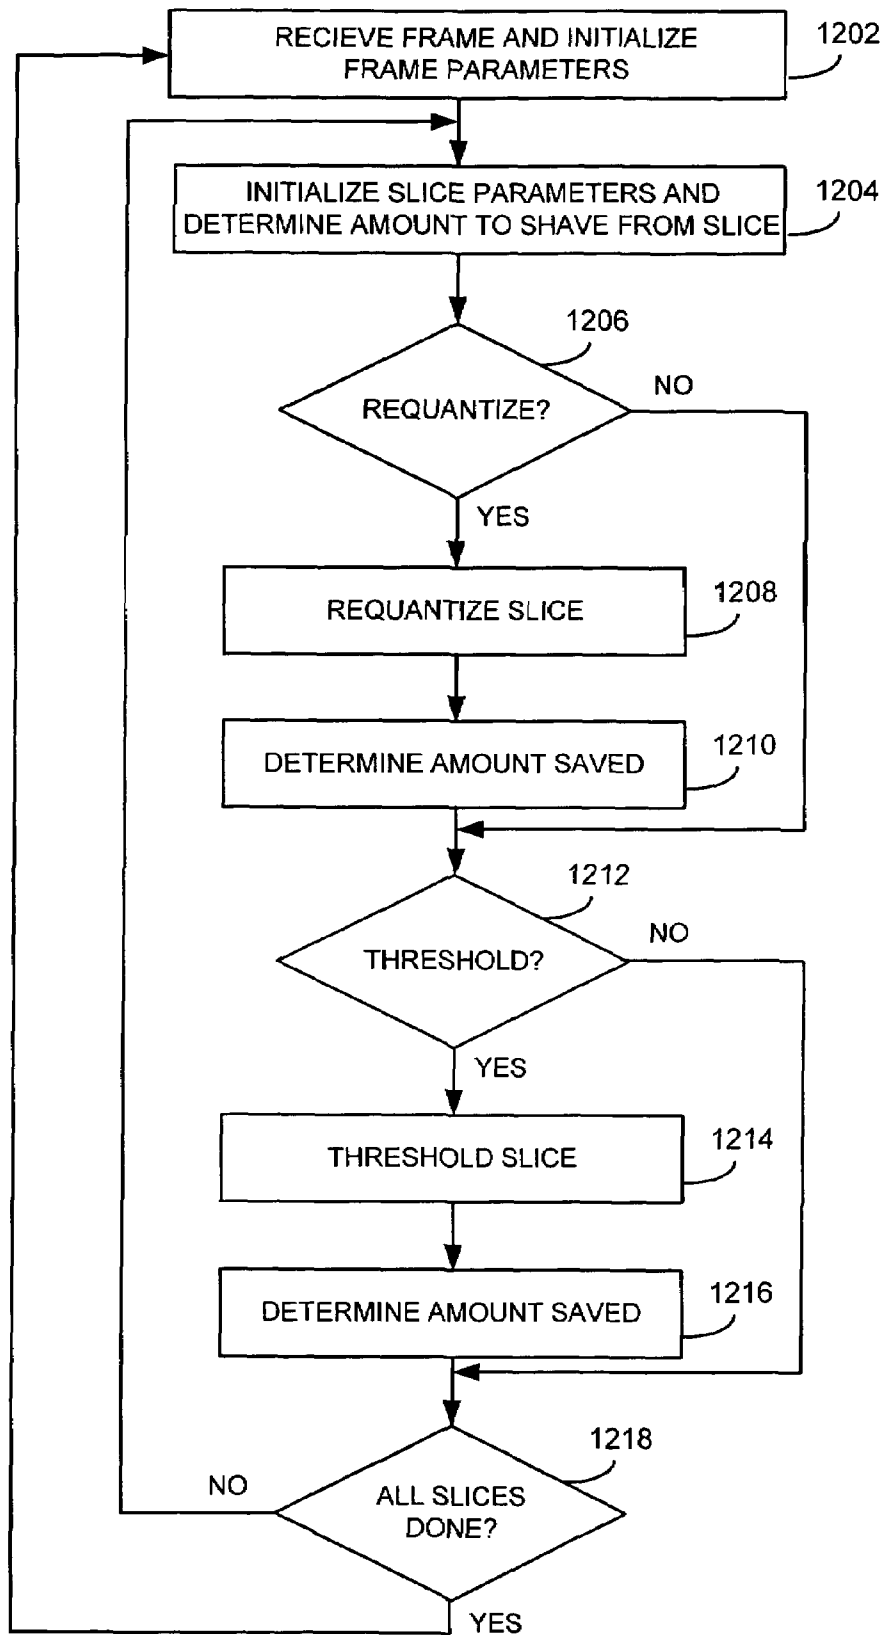 RECIEVE FRAME AND INITIALIZE
FRAME PARAMETERS
1202
INITIALIZE SLICE PARAMETERS AND
DETERMINE AMOUNT TO SHAVE FROM SLICE
1204
1206
REQUANTIZE?
NO
YES
REQUANTIZE SLICE
1208
DETERMINE AMOUNT SAVED
1210
1212
THRESHOLD?
NO
YES
THRESHOLD SLICE
1214
DETERMINE AMOUNT SAVED
1216
1218
ALL SLICES
DONE?
NO
YES